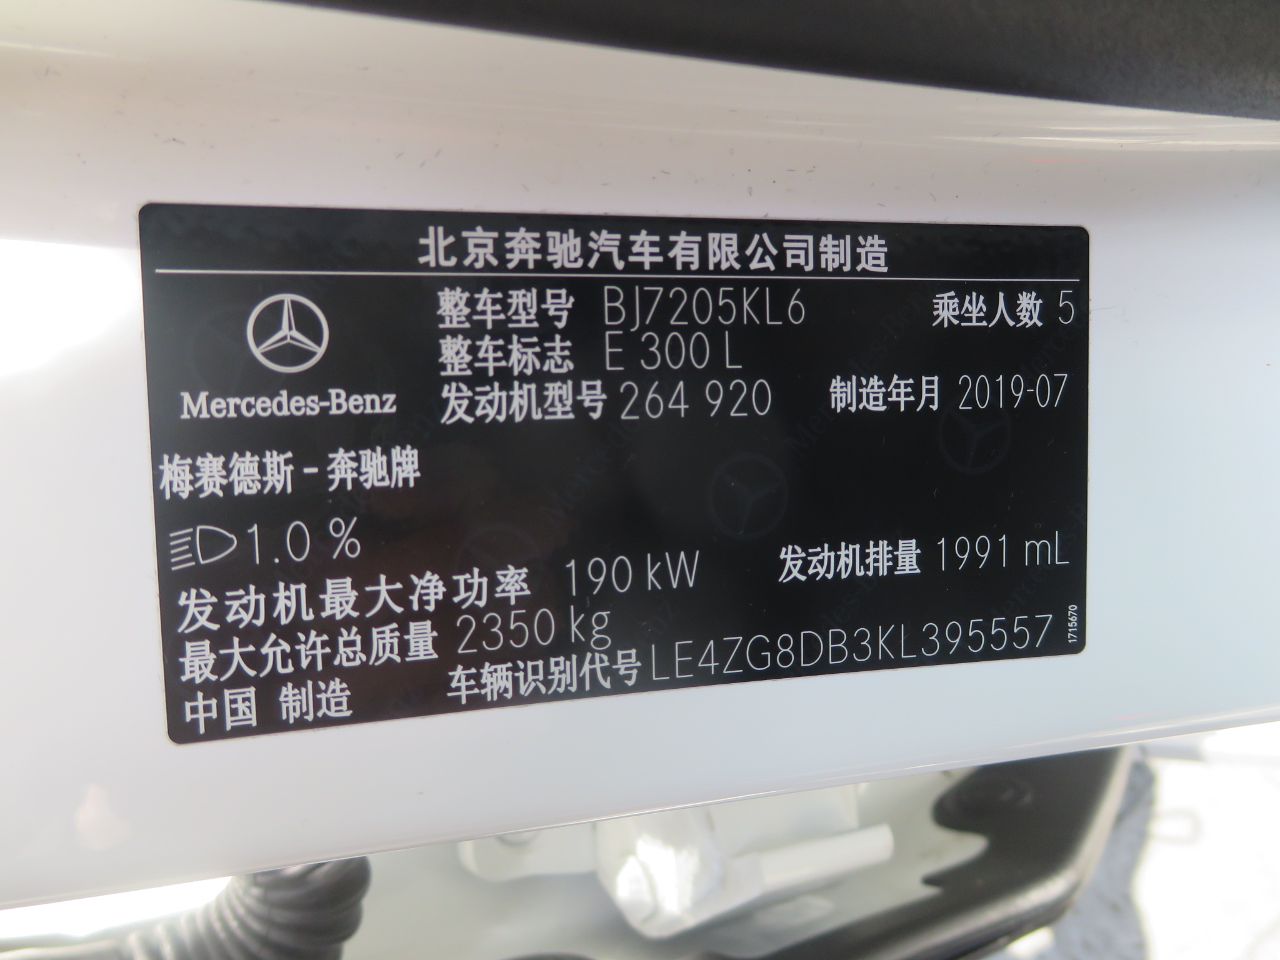 北京奔驰汽车有限公司制造
整车型号 BJ7205KL6 乘坐人数 5
整车标志 E 300 L
Mercedes-Benz 发动机型号 264 920 制造年月 2019-07
梅赛德斯-奔驰牌
1.0 %
发动机最大净功率 190 kW 发动机排量 1991 mL
最大允许总质量 2350 kg
中国 制造 车辆识别代号 LE4ZG8DB3KL395557
1715670